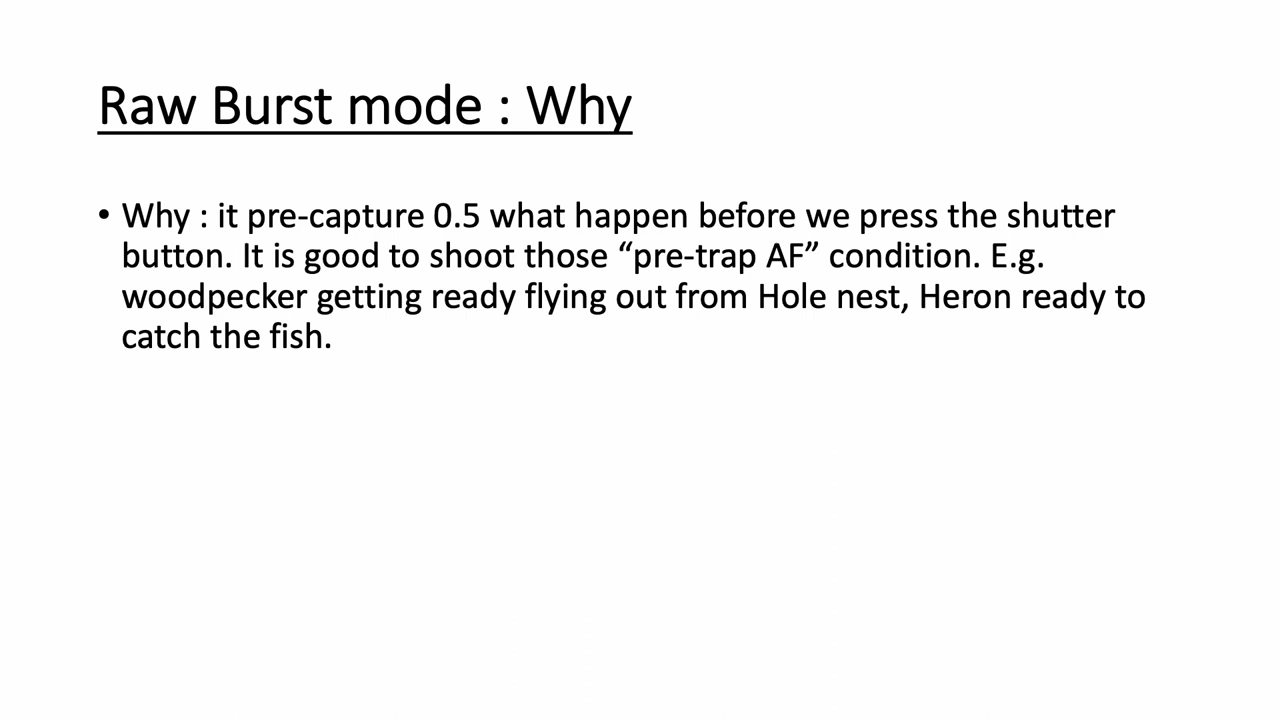 Raw Burst mode : Why
• Why : it pre-capture 0.5 what happen before we press the shutter
button. It is good to shoot those “pre-trap AF” condition. E.g.
woodpecker getting ready flying out from Hole nest, Heron ready to
catch the fish.